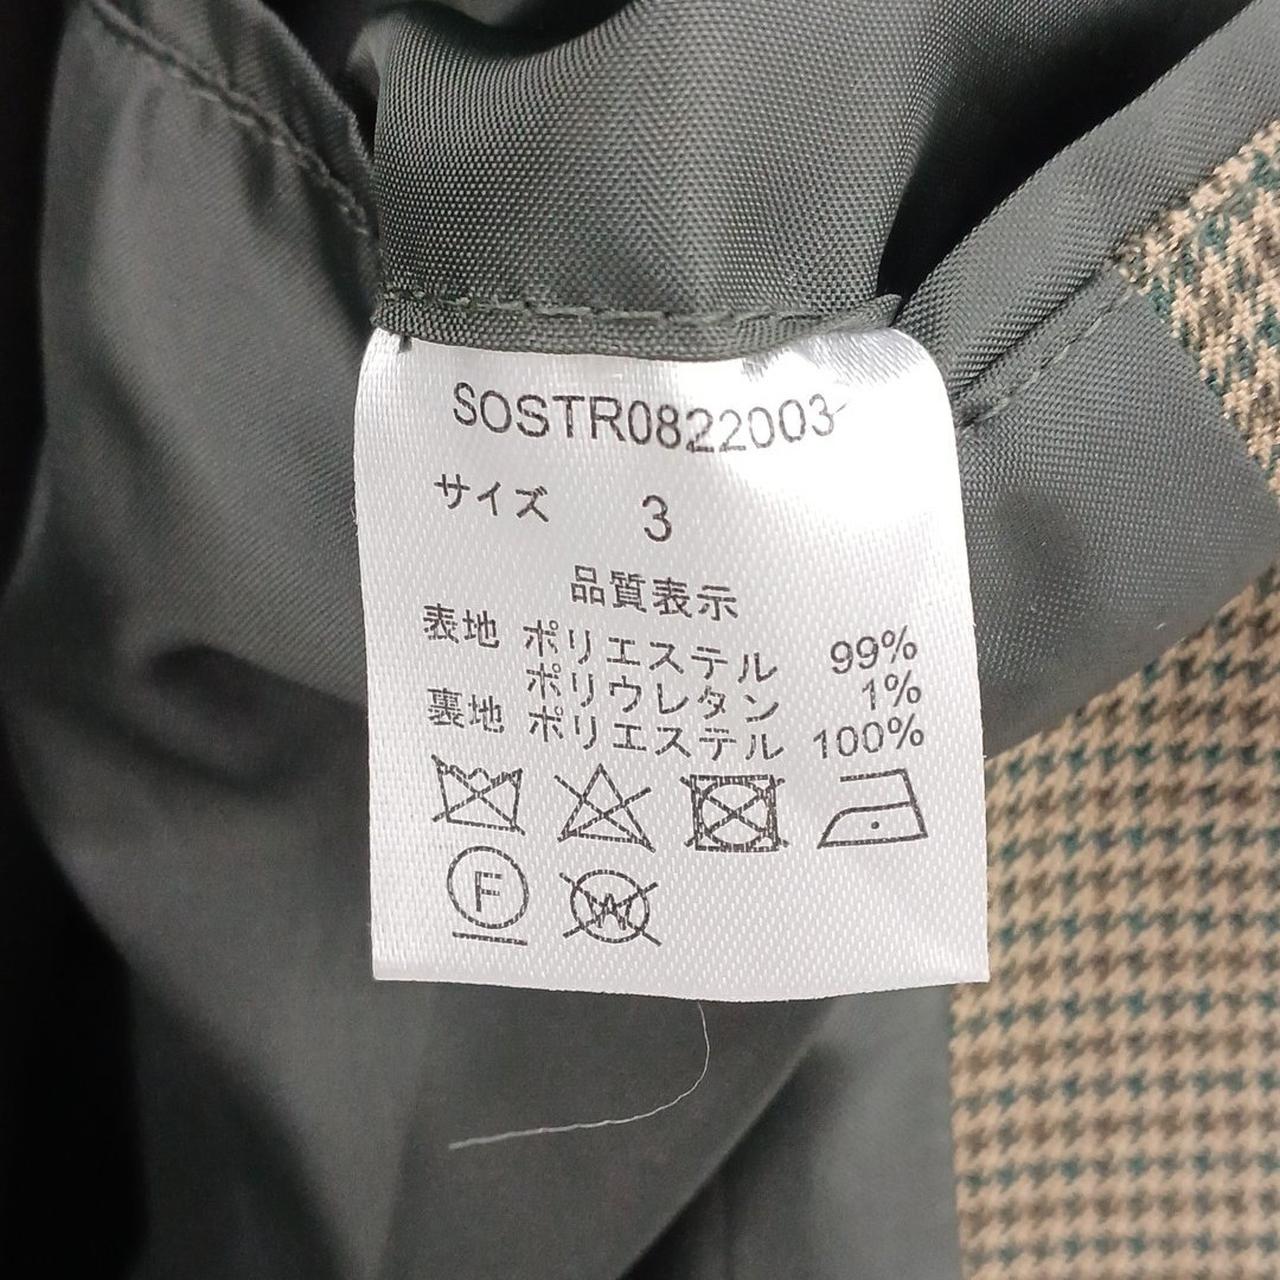 SOSTR0822003
サイズ 3
品質表示
表地 ポリエステル 99%
ポリウレタン 1%
裏地 ポリエステル 100%
F W